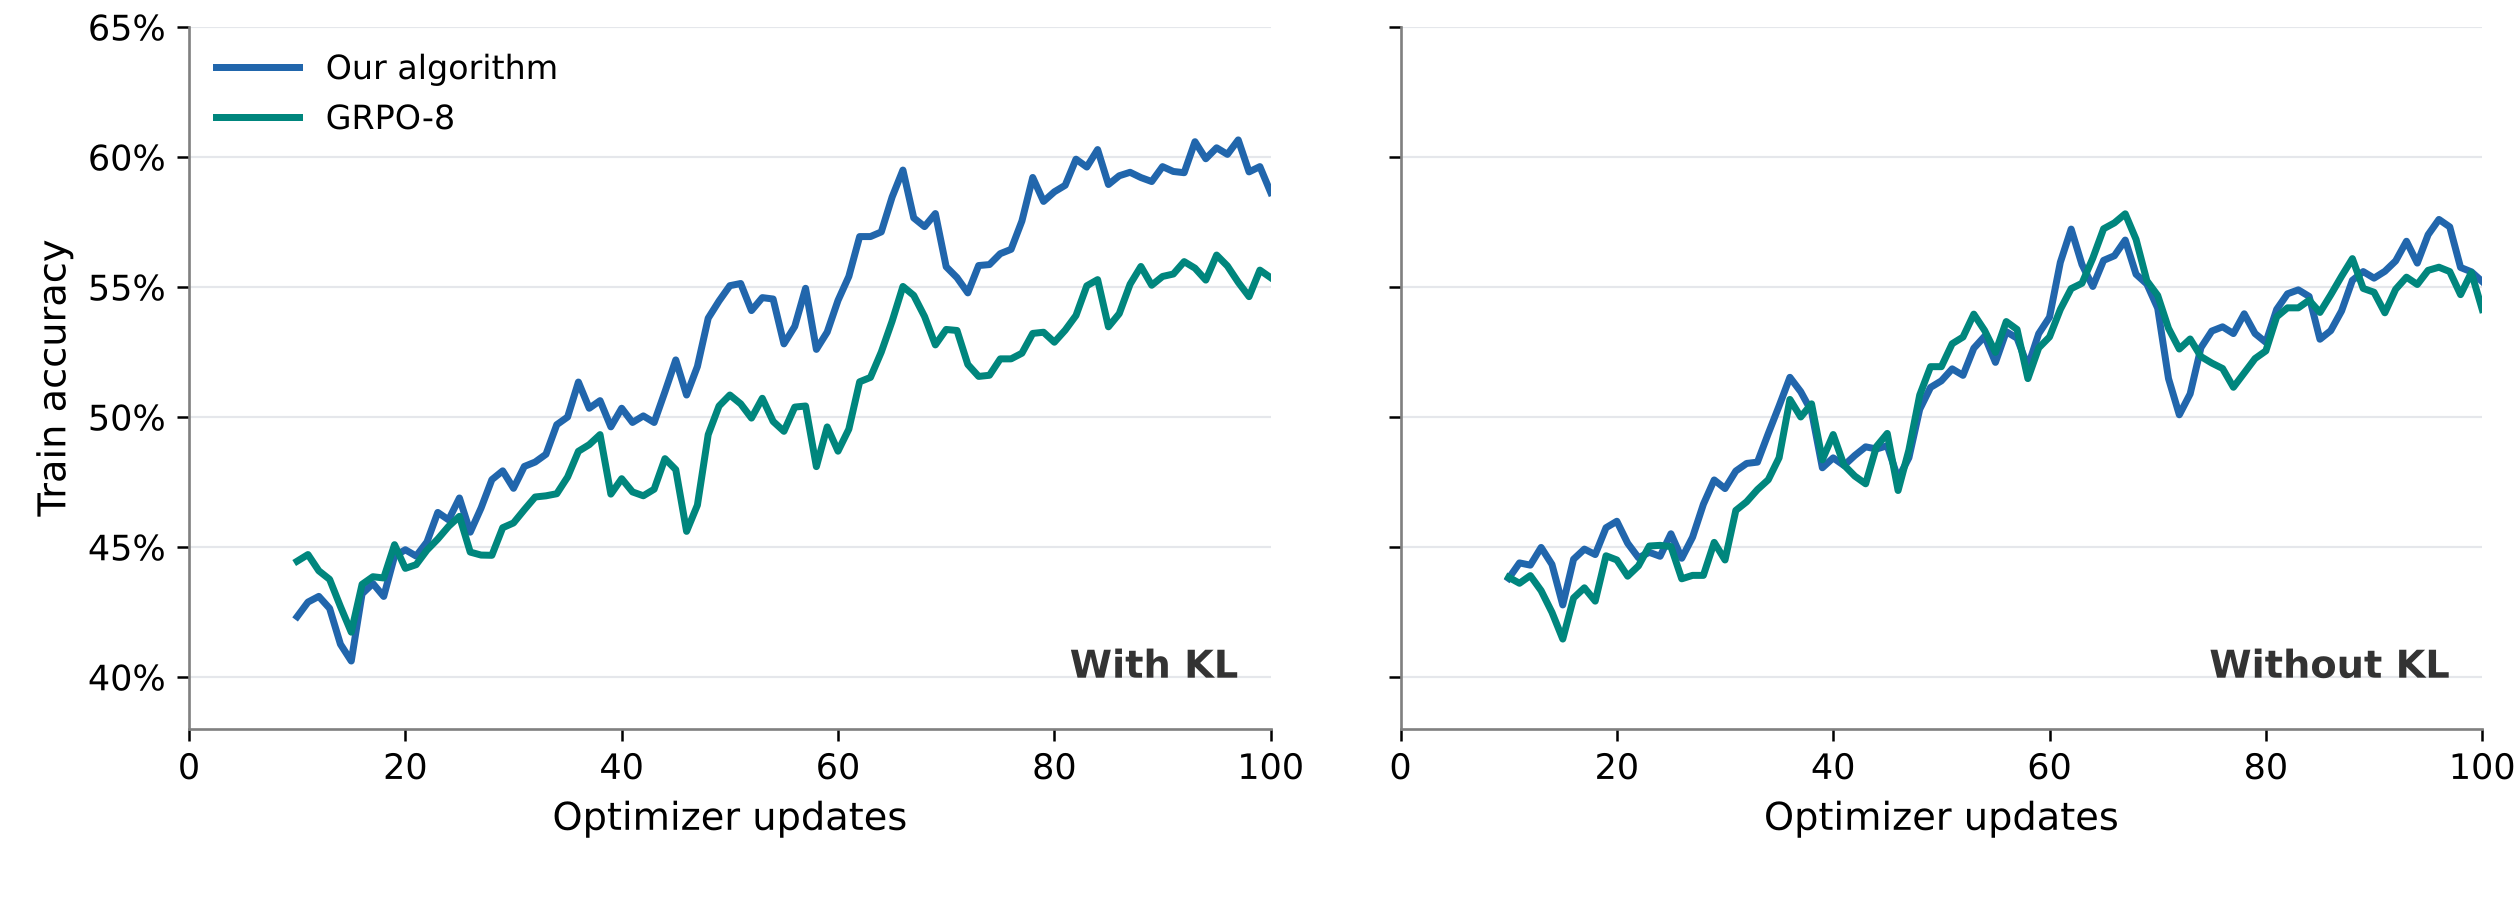 65%
60%
55%
50%
45%
40%
Train accuracy
Our algorithm
GRPO-8
With KL
0 20 40 60 80 100
Optimizer updates
Without KL
0 20 40 60 80 100
Optimizer updates